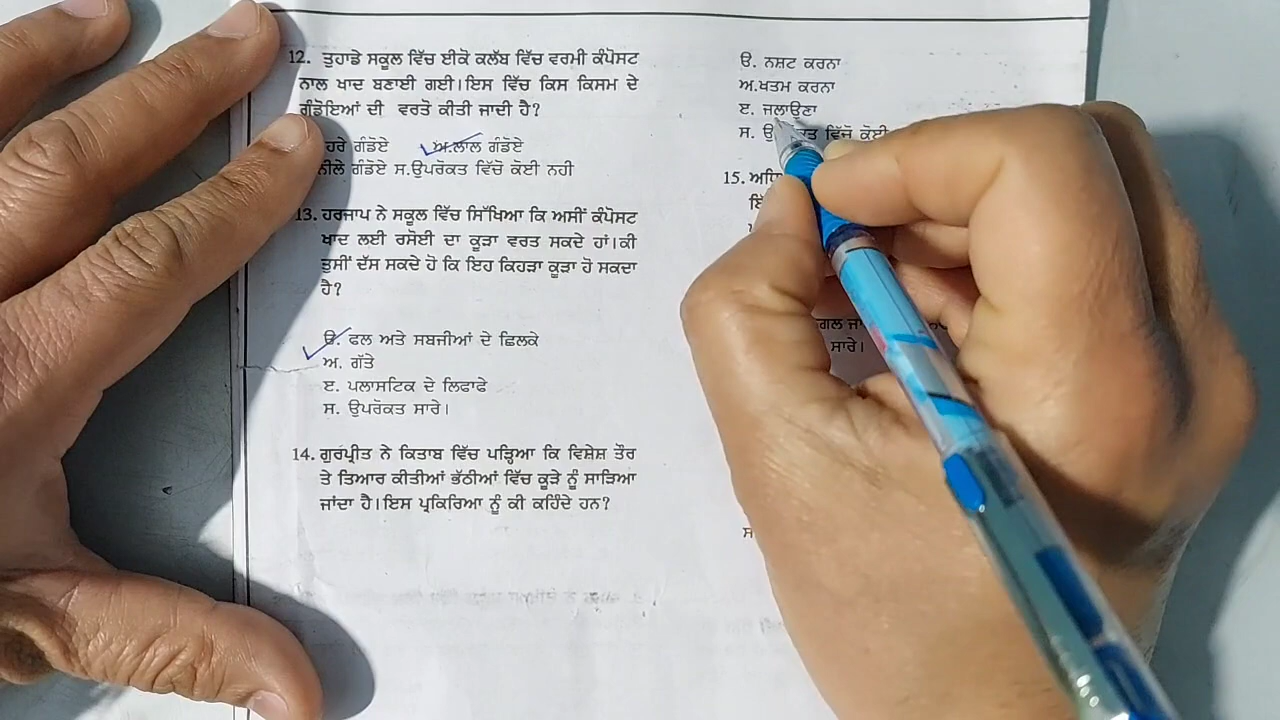 12. ਤੁਹਾਡੇ ਸਕੂਲ ਵਿੱਚ ਈਕੋ ਕਲੱਬ ਵਿੱਚ ਵਰਮੀ ਕੰਪੋਸਟ
ਨਾਲ ਖਾਦ ਬਣਾਈ ਗਈ।ਇਸ ਵਿੱਚ ਕਿਸ ਕਿਸਮ ਦੇ
ਗੰਡੋਇਆਂ ਦੀ ਵਰਤੋ ਕੀਤੀ ਜਾਦੀ ਹੈ?
ਹਰੇ ਗੰਡੋਏ ਅ.ਲਾਲ ਗੰਡੋਏ
ਨੀਲੇ ਗੰਡੋਏ ਸ.ਉਪਰੋਕਤ ਵਿੱਚੋ ਕੋਈ ਨਹੀ
13. ਹਰਜਾਪ ਨੇ ਸਕੂਲ ਵਿੱਚ ਸਿੱਖਿਆ ਕਿ ਅਸੀਂ ਕੰਪੋਸਟ
ਖਾਦ ਲਈ ਰਸੋਈ ਦਾ ਕੂੜਾ ਵਰਤ ਸਕਦੇ ਹਾਂ।ਕੀ
ਤੁਸੀਂ ਦੱਸ ਸਕਦੇ ਹੋ ਕਿ ਇਹ ਕਿਹੜਾ ਕੂੜਾ ਹੋ ਸਕਦਾ
ਹੈ?
ੳ. ਫਲ ਅਤੇ ਸਬਜੀਆਂ ਦੇ ਛਿਲਕੇ
ਅ. ਗੱਤੇ
ੲ. ਪਲਾਸਟਿਕ ਦੇ ਲਿਫਾਫੇ
ਸ. ਉਪਰੋਕਤ ਸਾਰੇ।
14. ਗੁਰਪ੍ਰੀਤ ਨੇ ਕਿਤਾਬ ਵਿੱਚ ਪੜ੍ਹਿਆ ਕਿ ਵਿਸ਼ੇਸ਼ ਤੌਰ
ਤੇ ਤਿਆਰ ਕੀਤੀਆਂ ਭੱਠੀਆਂ ਵਿੱਚ ਕੂੜੇ ਨੂੰ ਸਾੜਿਆ
ਜਾਂਦਾ ਹੈ।ਇਸ ਪ੍ਰਕਿਰਿਆ ਨੂੰ ਕੀ ਕਹਿੰਦੇ ਹਨ?
ੳ. ਨਸ਼ਟ ਕਰਨਾ
ਅ.ਖਤਮ ਕਰਨਾ
ੲ. ਜਲਾਉਣਾ
ਸ. ਵਿੱਚੋ ਕੋਈ
15.
ਸਾਰੇ।